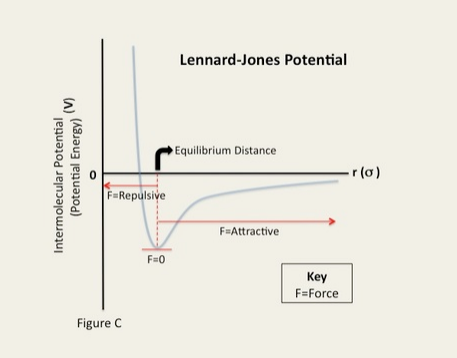 Lennard-Jones Potential
Intermolecular Potential (V)
(Potential Energy)
Equilibrium Distance
0
r (σ)
F=Repulsive
F=Attractive
F=0
Key
F=Force
Figure C